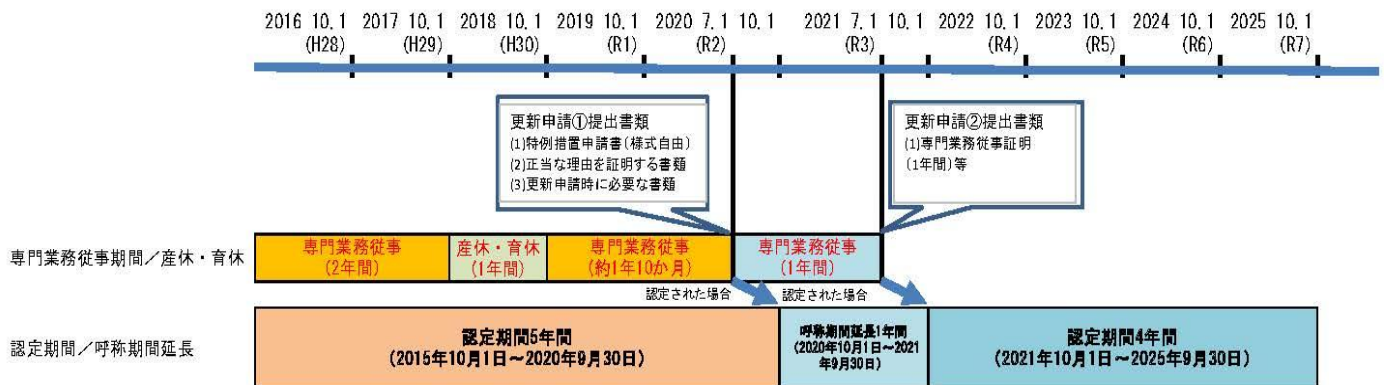 2016 10.1 2017 10.1 2018 10.1 2019 10.1 2020 7.1 10.1 2021 7.1 10.1 2022 10.1 2023 10.1 2024 10.1 2025 10.1
(H28) (H29) (H30) (R1) (R2) (R3) (R4) (R5) (R6) (R7)
更新申請①提出書類
(1)特例措置申請書(様式自由)
(2)正当な理由を証明する書類
(3)更新申請時に必要な書類
更新申請②提出書類
(1)専門業務従事証明
(1年間)等
専門業務従事期間／産休・育休
専門業務従事
(2年間)
産休・育休
(1年間)
専門業務従事
(約1年10か月)
専門業務従事
(1年間)
認定された場合
認定された場合
認定期間／呼称期間延長
認定期間5年間
(2015年10月1日～2020年9月30日)
呼称期間延長1年間
(2020年10月1日～2021
年9月30日)
認定期間4年間
(2021年10月1日～2025年9月30日)